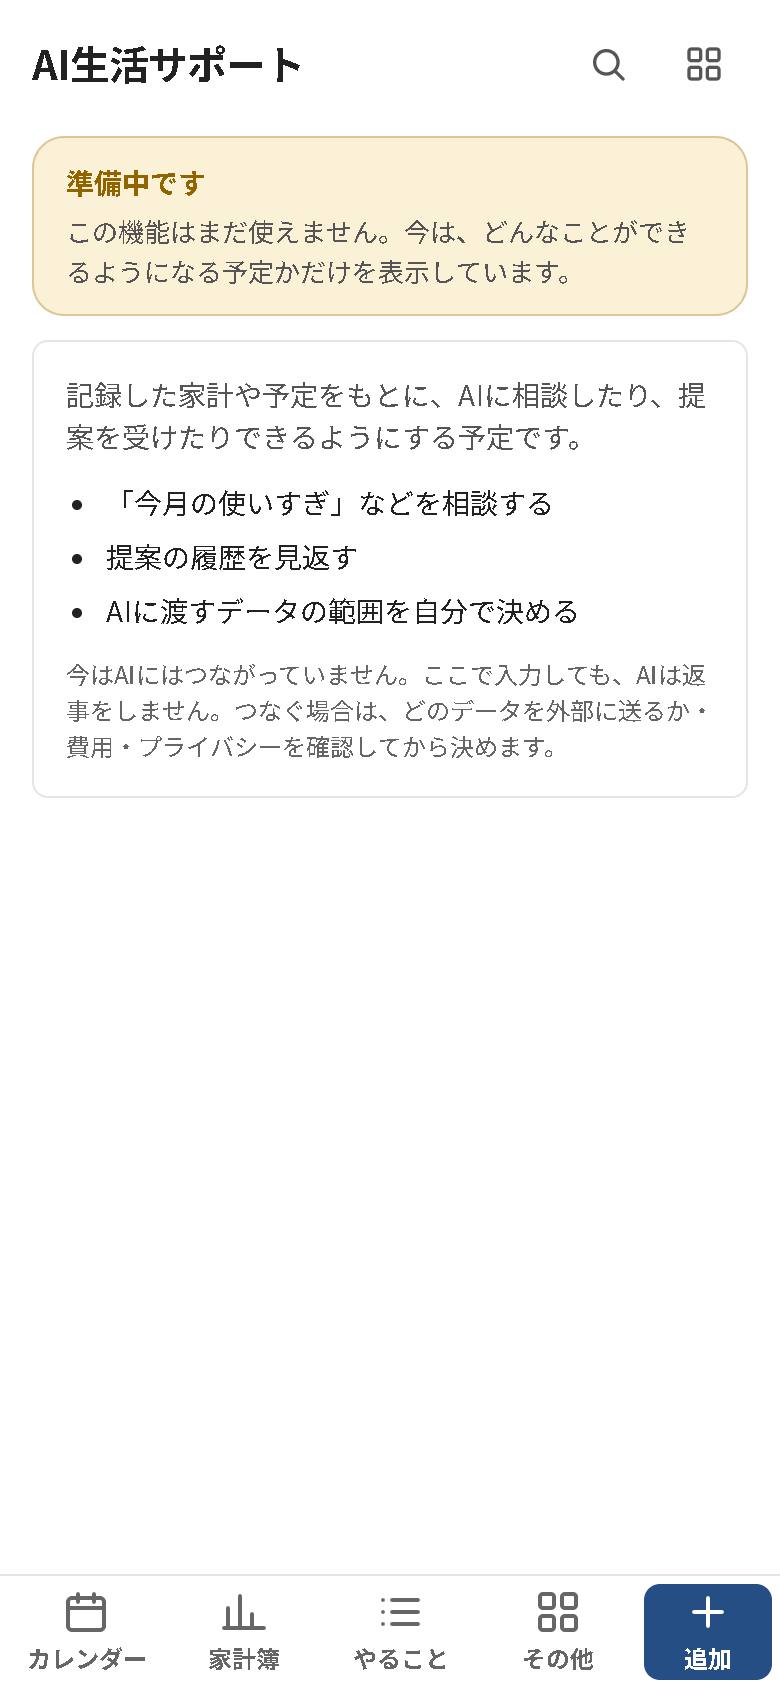 AI生活サポート
準備中です
この機能はまだ使えません。今は、どんなことができ
るようになる予定かだけを表示しています。
記録した家計や予定をもとに、AIに相談したり、提
案を受けたりできるようにする予定です。
• 「今月の使いすぎ」などを相談する
• 提案の履歴を見返す
• AIに渡すデータの範囲を自分で決める
今はAIにはつながっていません。ここで入力しても、AIは返
事をしません。つなぐ場合は、どのデータを外部に送るか・
費用・プライバシーを確認してから決めます。
カレンダー
家計簿
やること
その他
追加